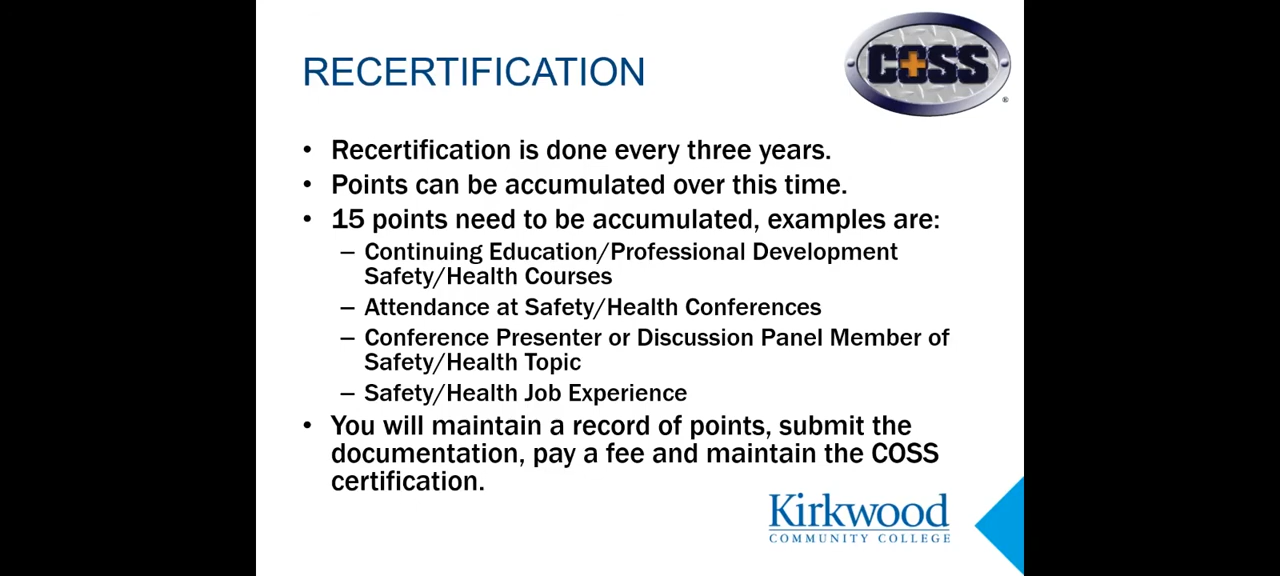 RECERTIFICATION
COSS
®
• Recertification is done every three years.
• Points can be accumulated over this time.
• 15 points need to be accumulated, examples are:
– Continuing Education/Professional Development
Safety/Health Courses
– Attendance at Safety/Health Conferences
– Conference Presenter or Discussion Panel Member of
Safety/Health Topic
– Safety/Health Job Experience
• You will maintain a record of points, submit the
documentation, pay a fee and maintain the COSS
certification.
Kirkwood
COMMUNITY COLLEGE